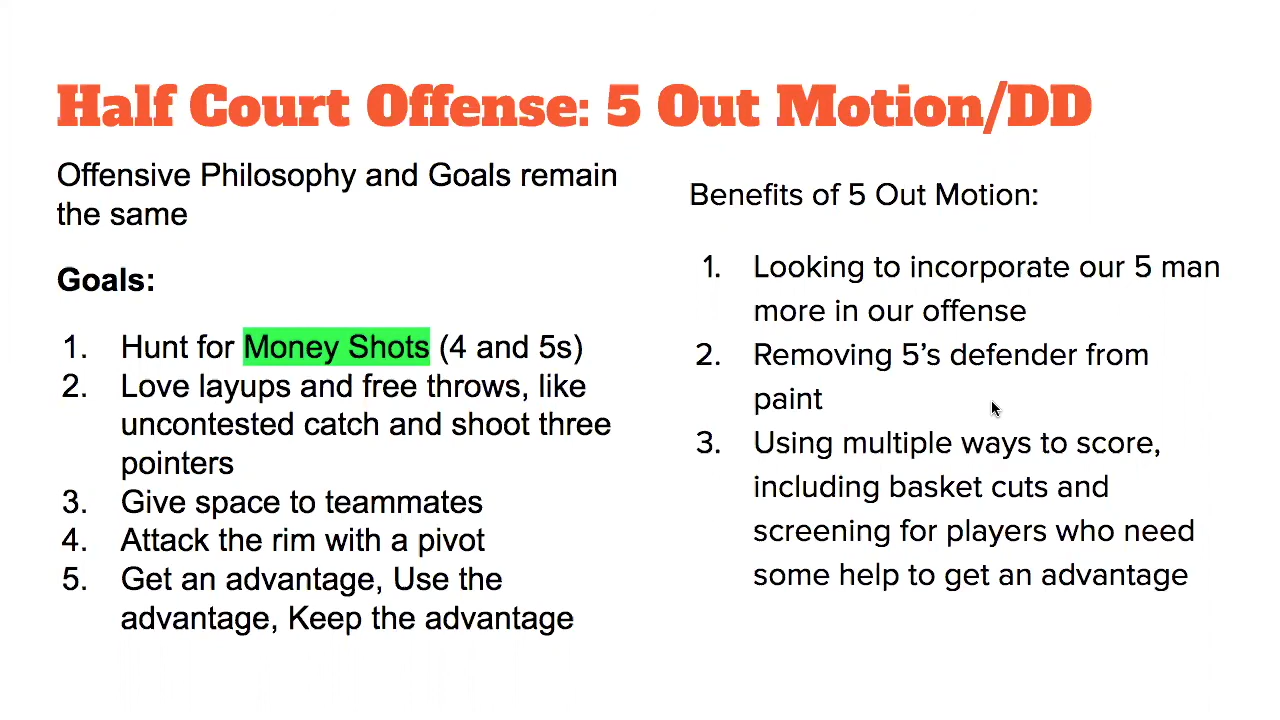 Half Court Offense: 5 Out Motion/DD
Offensive Philosophy and Goals remain
the same
Goals:
1. Hunt for Money Shots (4 and 5s)
2. Love layups and free throws, like
uncontested catch and shoot three
pointers
3. Give space to teammates
4. Attack the rim with a pivot
5. Get an advantage, Use the
advantage, Keep the advantage
Benefits of 5 Out Motion:
1. Looking to incorporate our 5 man
more in our offense
2. Removing 5’s defender from
paint
3. Using multiple ways to score,
including basket cuts and
screening for players who need
some help to get an advantage